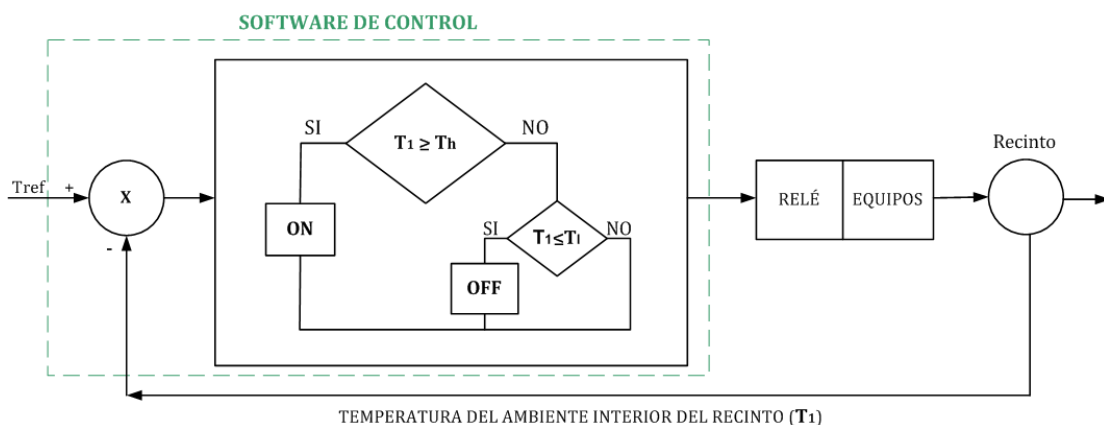 SOFTWARE DE CONTROL
SI
T1 ≥ Th
NO
Recinto
Tref
+
X
RELÉ
EQUIPOS
ON
SI
T1≤Tl
NO
-
OFF
TEMPERATURA DEL AMBIENTE INTERIOR DEL RECINTO (T1)